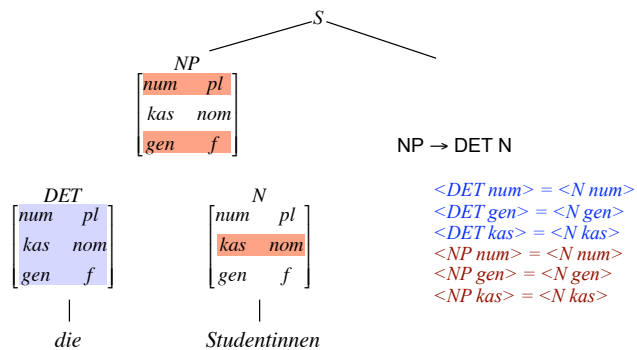 S
NP
num pl
kas nom
gen f
NP → DET N
DET
num pl
kas nom
gen f
N
num pl
kas nom
gen f
<DET num> = <N num>
<DET gen> = <N gen>
<DET kas> = <N kas>
<NP num> = <N num>
<NP gen> = <N gen>
<NP kas> = <N kas>
die
Studentinnen